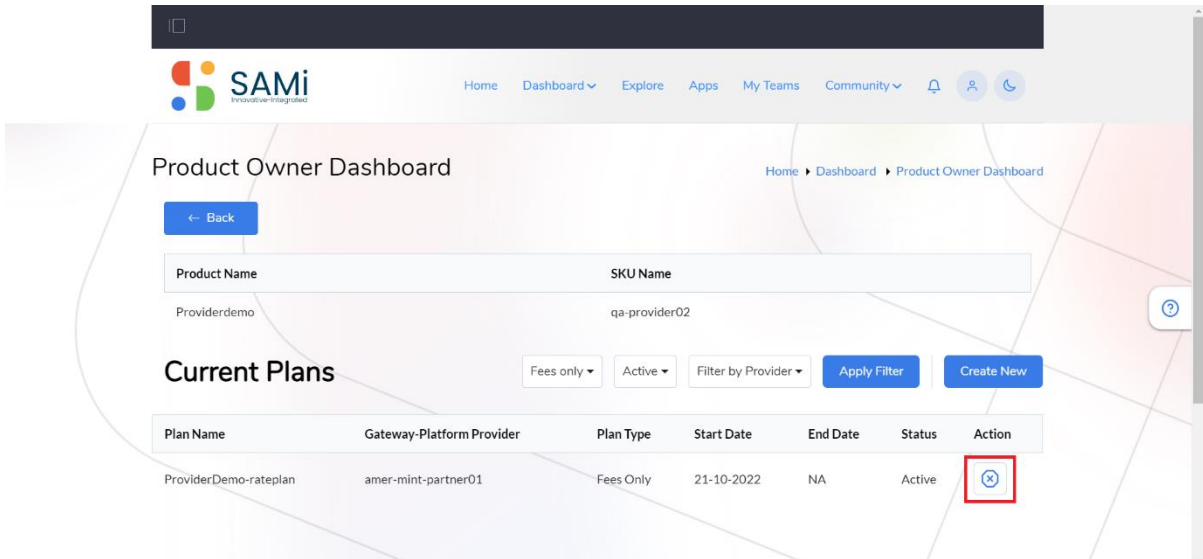 SAMi
Innovative-Integrated
Home Dashboard Explore Apps My Teams Community
Product Owner Dashboard
Home Dashboard Product Owner Dashboard
← Back
Product Name SKU Name
Providerdemo qa-provider02
Current Plans
Fees only Active Filter by Provider Apply Filter Create New
Plan Name Gateway-Platform Provider Plan Type Start Date End Date Status Action
ProviderDemo-rateplan amer-mint-partner01 Fees Only 21-10-2022 NA Active